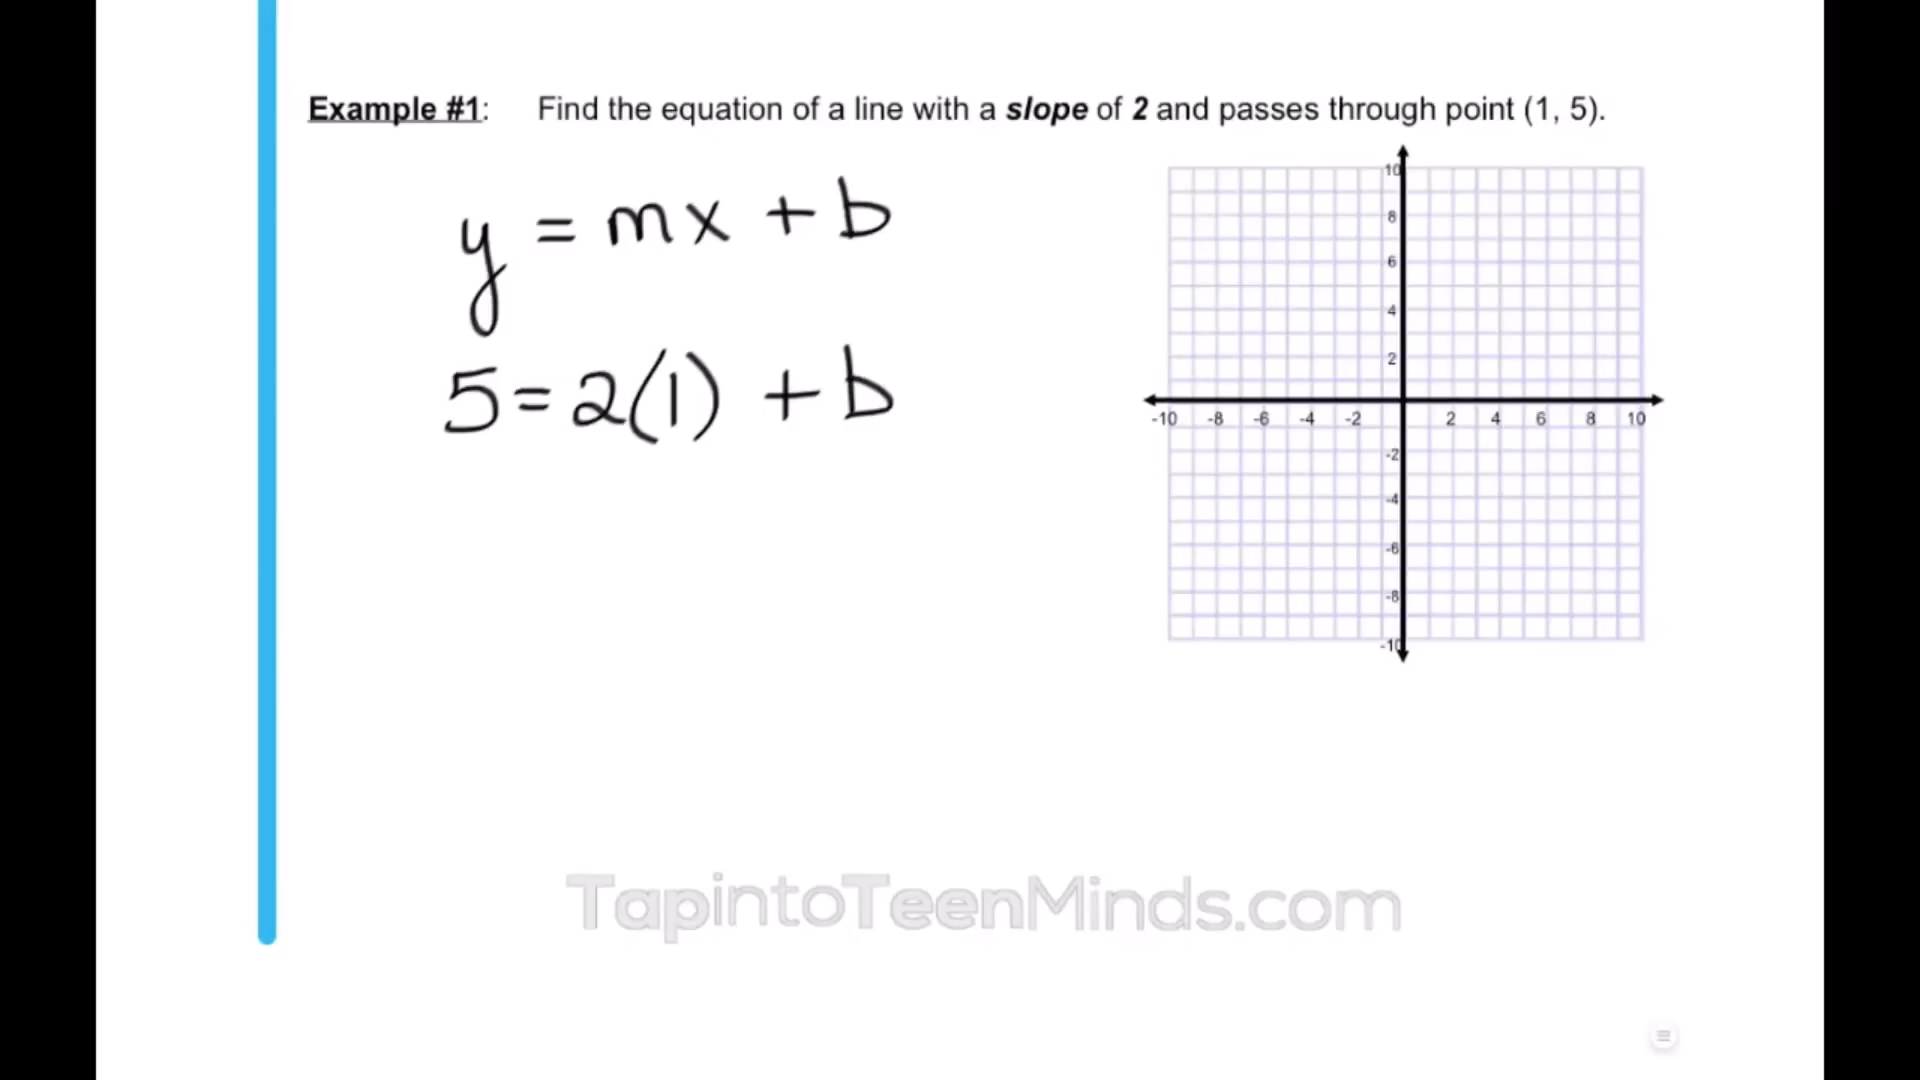 Example #1: Find the equation of a line with a slope of 2 and passes through point (1, 5).
y = mx + b
5 = 2(1) + b
10
8
6
4
2
-10 -8 -6 -4 -2 2 4 6 8 10
-2
-4
-6
-8
-10
TapintoTeenMinds.com